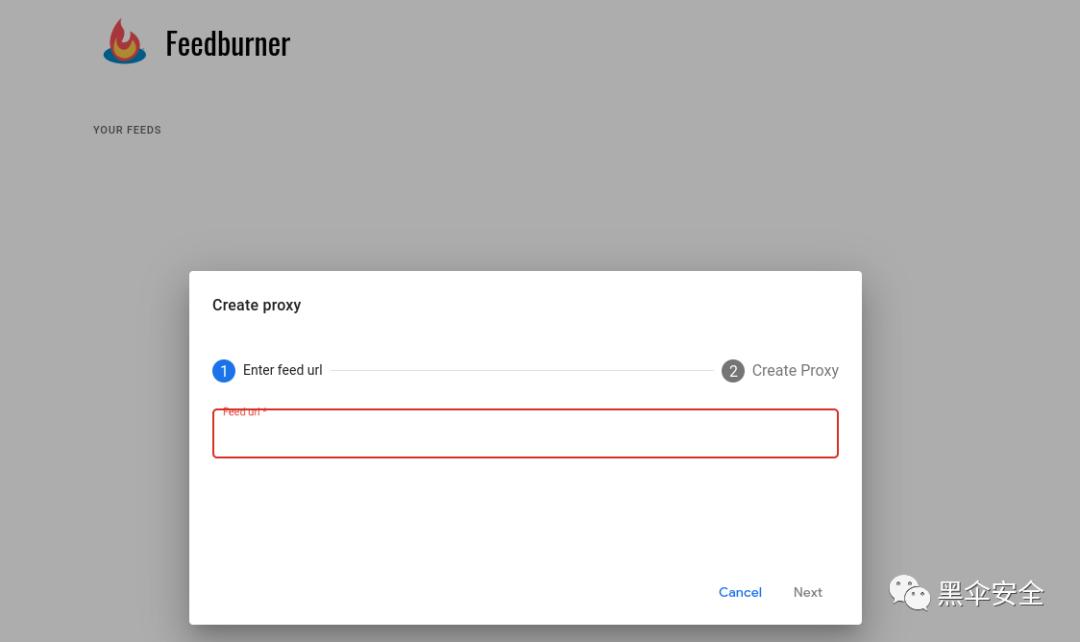 Feedburner
YOUR FEEDS
Create proxy
1 Enter feed url
2 Create Proxy
Feed url *
Cancel
Next
黑伞安全